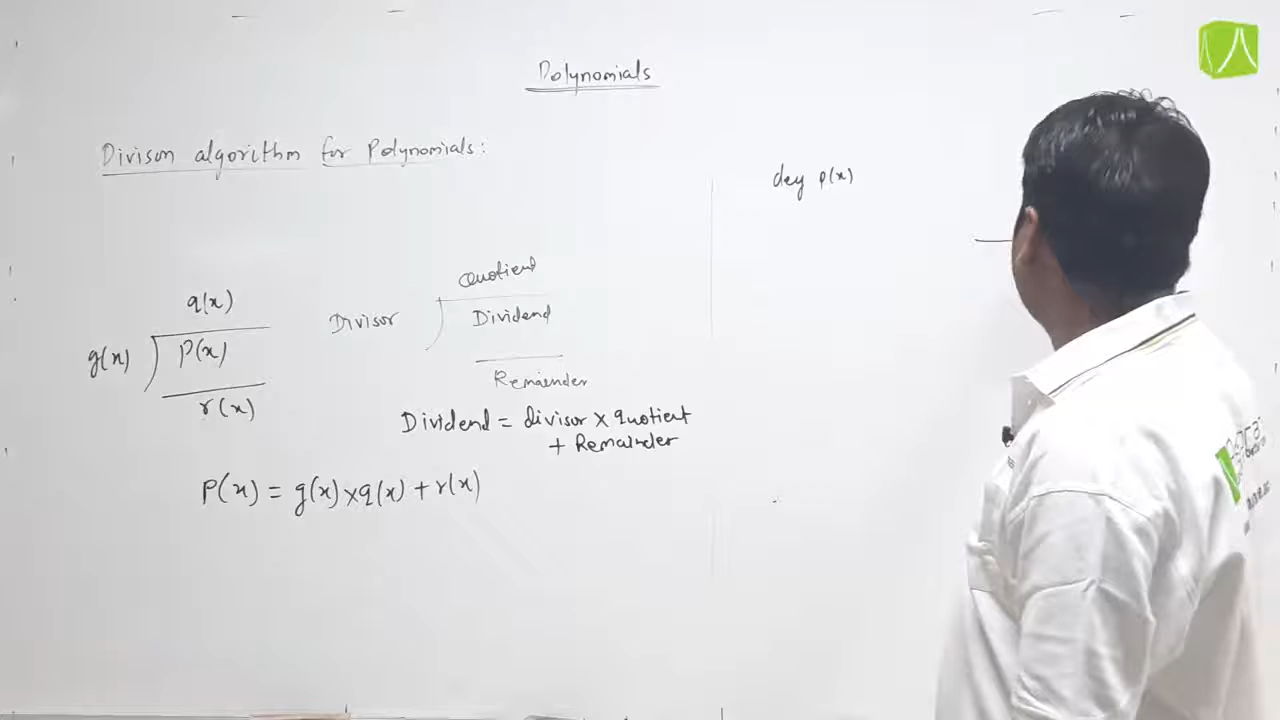 Polynomials
Divison algorithm for Polynomials:
q(x)
g(x) p(x)
r(x)
Quotient
Divisor Dividend
Remainder
Dividend = divisor × quotient
+ Remainder
P(x) = g(x) × q(x) + r(x)
deg p(x)